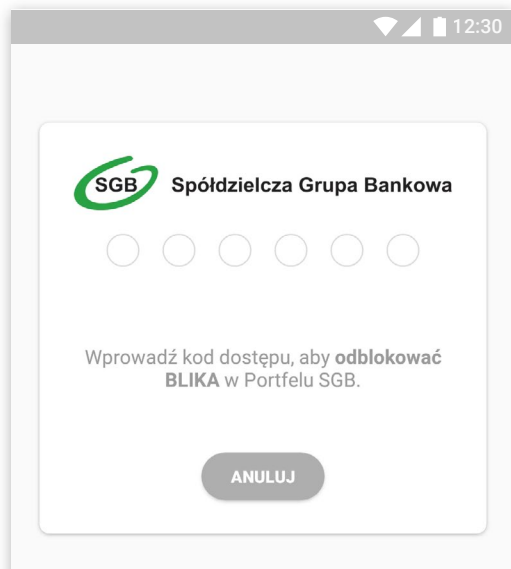 12:30
SGB Spółdzielcza Grupa Bankowa
Wprowadź kod dostępu, aby odblokować
BLIKA w Portfelu SGB.
ANULUJ